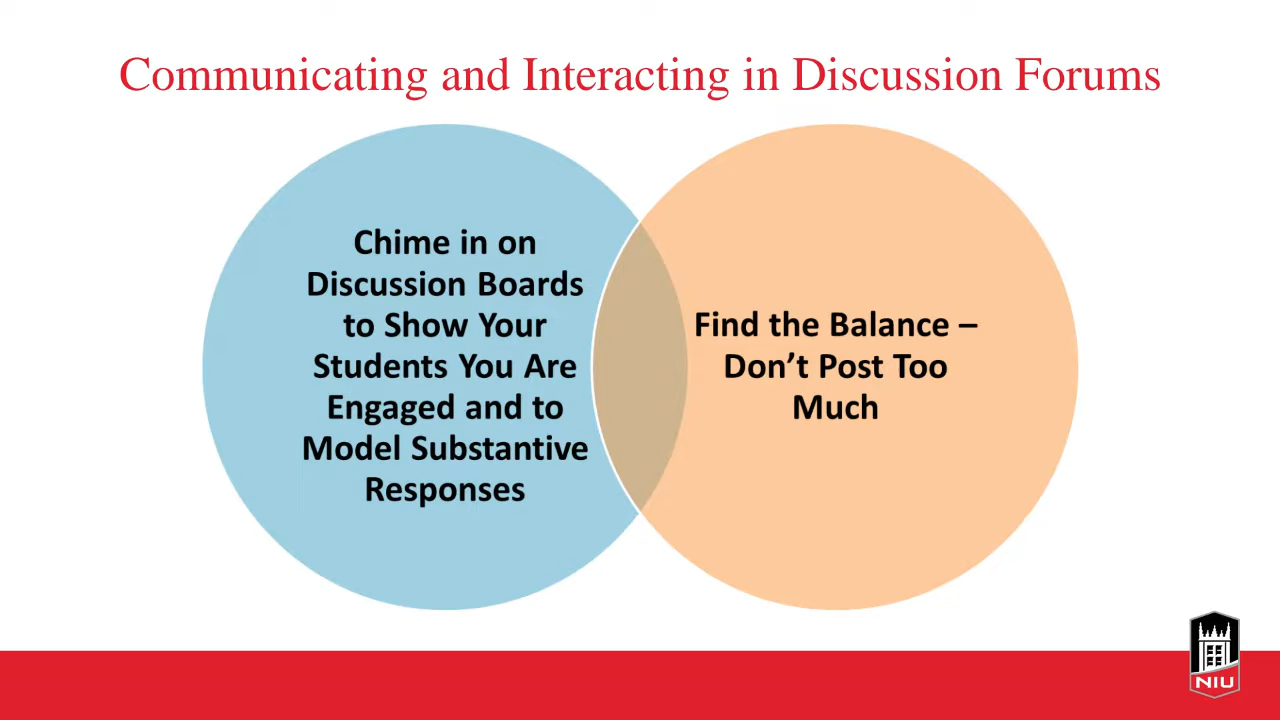 Communicating and Interacting in Discussion Forums
Chime in on
Discussion Boards
to Show Your
Students You Are
Engaged and to
Model Substantive
Responses
Find the Balance –
Don’t Post Too
Much
NIU